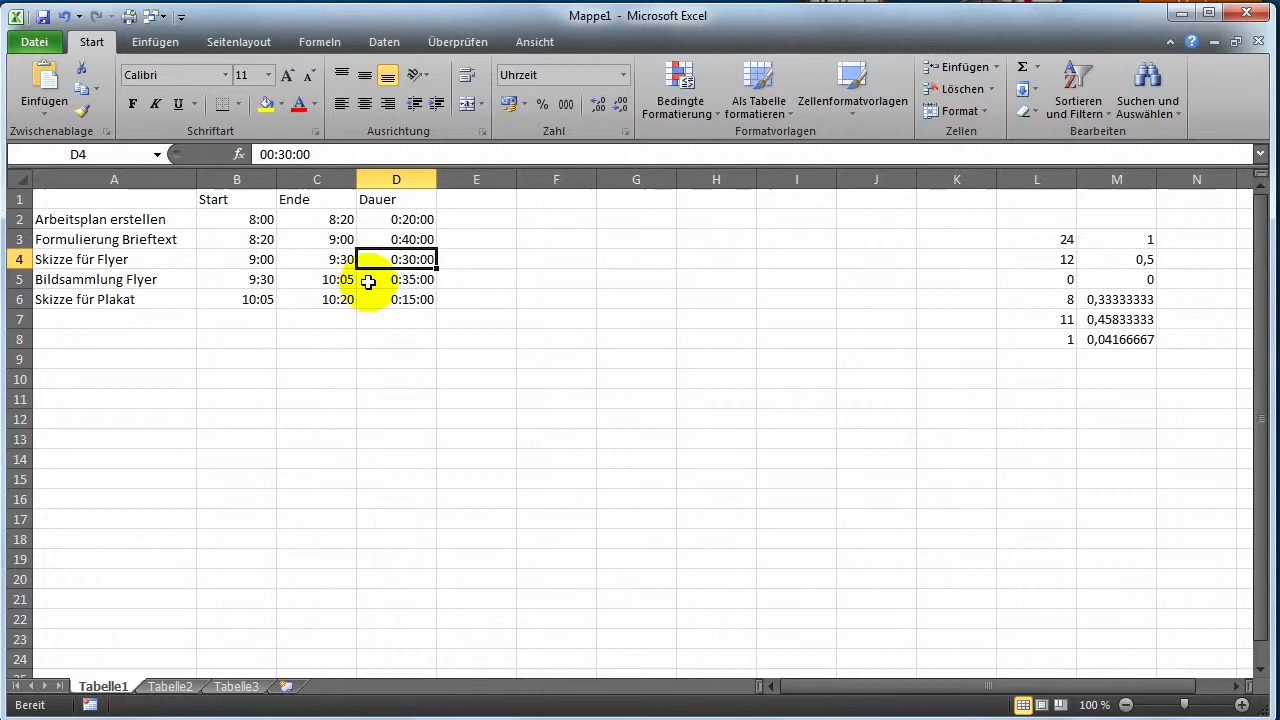 Mappe1 - Microsoft Excel
Datei Start Einfügen Seitenlayout Formeln Daten Überprüfen Ansicht
Calibri 11 Uhrzeit Einfügen
Einfügen Bedingte Formatierung Als Tabelle formatieren Zellenformatvorlagen Löschen Sortieren und Filtern Suchen und Auswählen
F K U % 000 Format
Zwischenablage Schriftart Ausrichtung Zahl Formatvorlagen Zellen Bearbeiten
D4 fx 00:30:00
A B C D E F G H I J K L M N
1 Start Ende Dauer
2 Arbeitsplan erstellen 8:00 8:20 0:20:00
3 Formulierung Brieftext 8:20 9:00 0:40:00 24 1
4 Skizze für Flyer 9:00 9:30 0:30:00 12 0,5
5 Bildsammlung Flyer 9:30 10:05 0:35:00 0 0
6 Skizze für Plakat 10:05 10:20 0:15:00 8 0,33333333
7 11 0,45833333
8 1 0,04166667
9
10
11
12
13
14
15
16
17
18
19
20
21
22
23
24
Tabelle1 Tabelle2 Tabelle3
Bereit 100 %